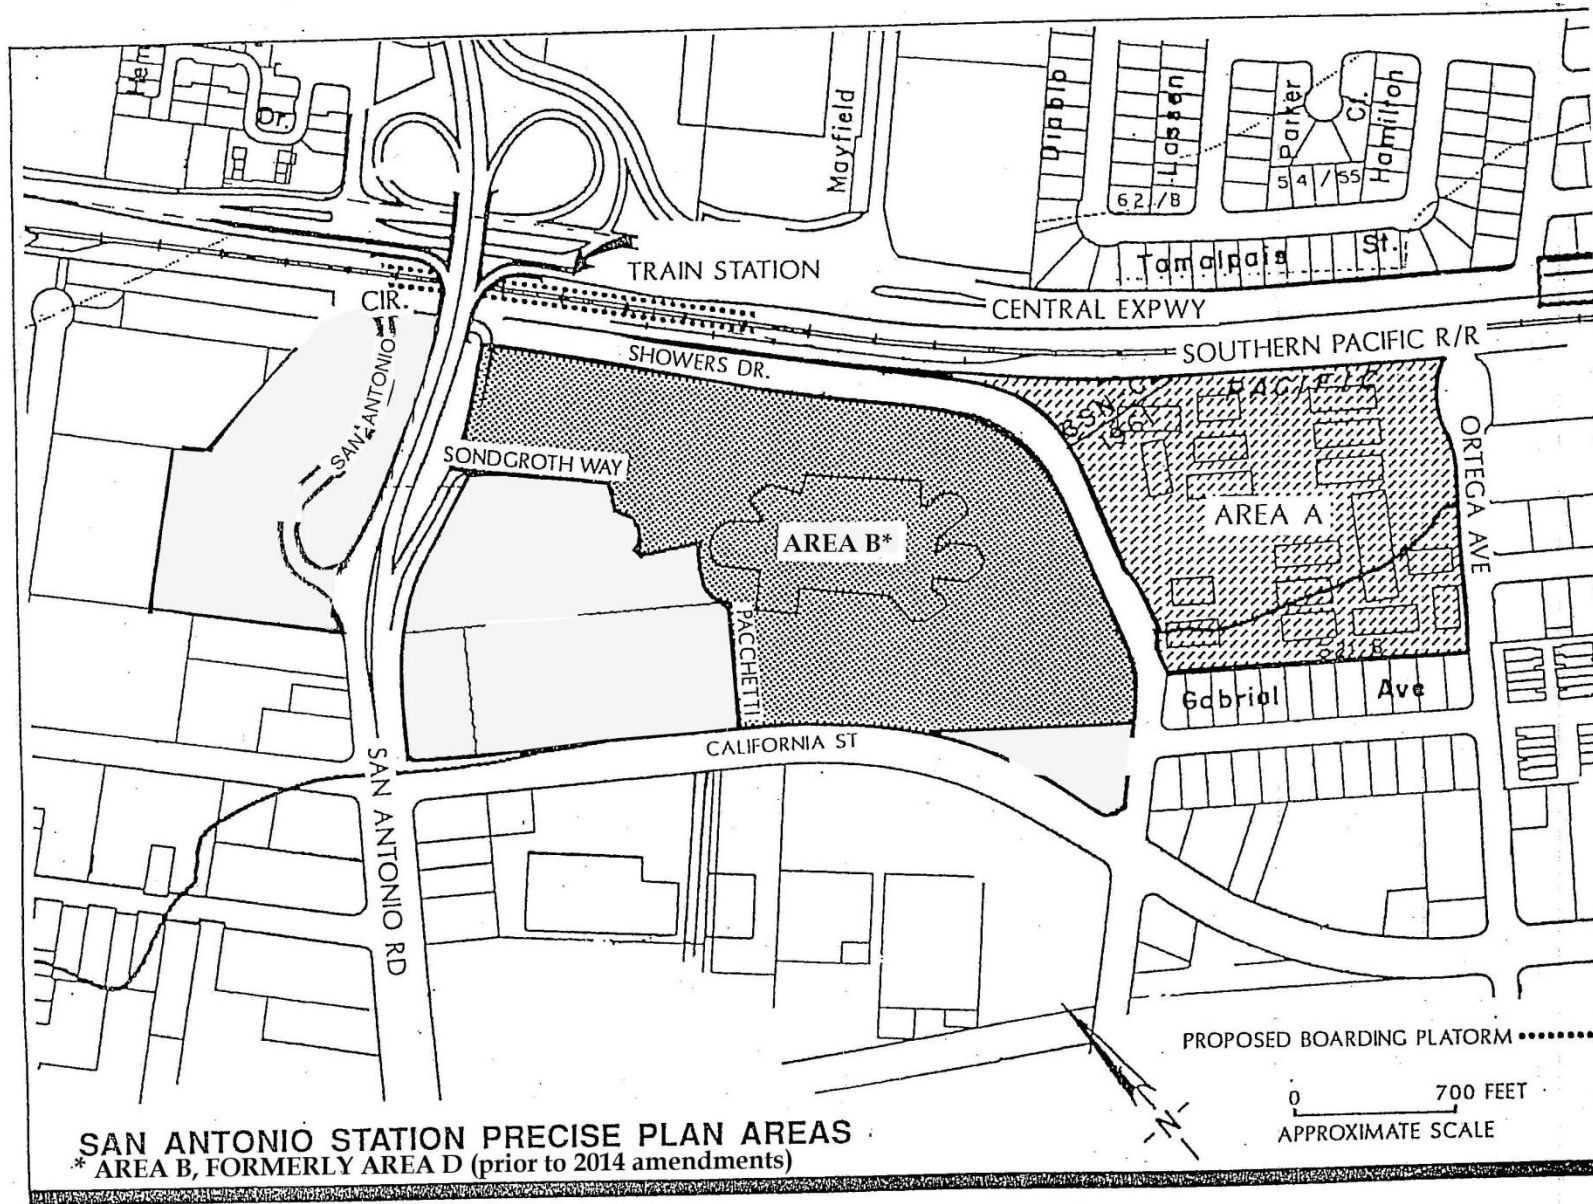 Hem
Dr.
Mayfield
Diablo
Lassen
Parker
Ct.
Hamilton
62 /8
54 / 55
Tamalpais St.
TRAIN STATION
CIR.
CENTRAL EXPWY
SOUTHERN PACIFIC R/R
SAN ANTONIO
SHOWERS DR.
PACIFIC
ORTEGA AVE
SONDGROTH WAY
AREA A
AREA B*
PACCHETTI
Gabrial Ave
CALIFORNIA ST
SAN ANTONIO RD
PROPOSED BOARDING PLATORM
N
0 700 FEET
APPROXIMATE SCALE
SAN ANTONIO STATION PRECISE PLAN AREAS
* AREA B, FORMERLY AREA D (prior to 2014 amendments)